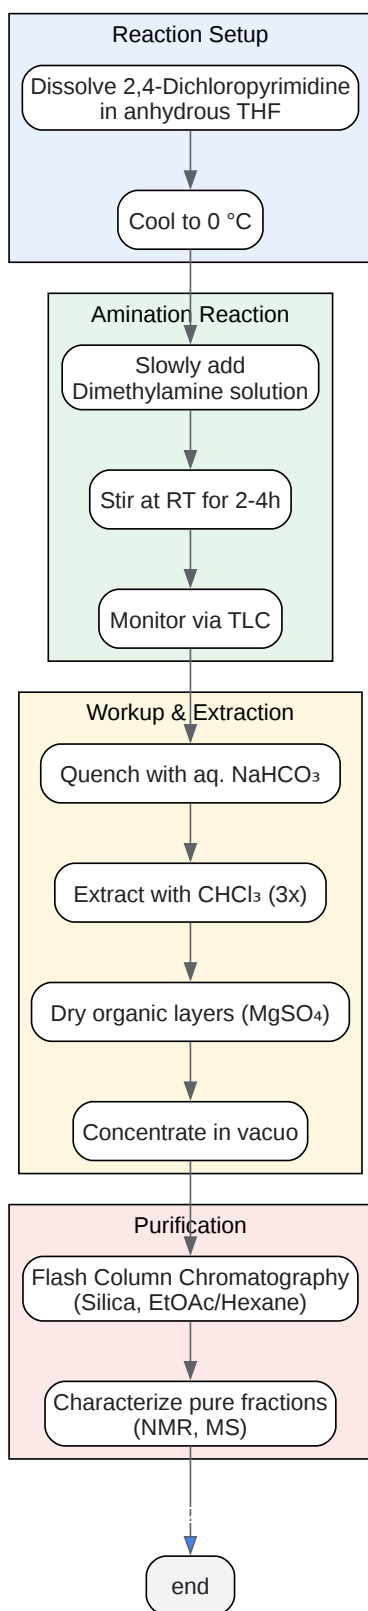 Reaction Setup
Dissolve 2,4-Dichloropyrimidine
in anhydrous THF
Cool to 0 °C
Amination Reaction
Slowly add
Dimethylamine solution
Stir at RT for 2-4h
Monitor via TLC
Workup & Extraction
Quench with aq. NaHCO₃
Extract with CHCl₃ (3x)
Dry organic layers (MgSO₄)
Concentrate in vacuo
Purification
Flash Column Chromatography
(Silica, EtOAc/Hexane)
Characterize pure fractions
(NMR, MS)
end